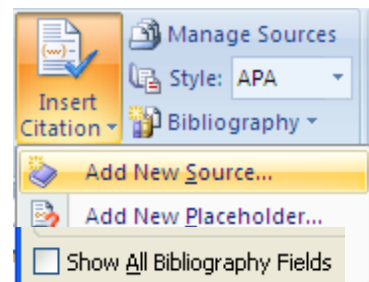 Manage Sources
Style: APA
Insert
Citation
Bibliography
Add New Source...
Add New Placeholder...
Show All Bibliography Fields